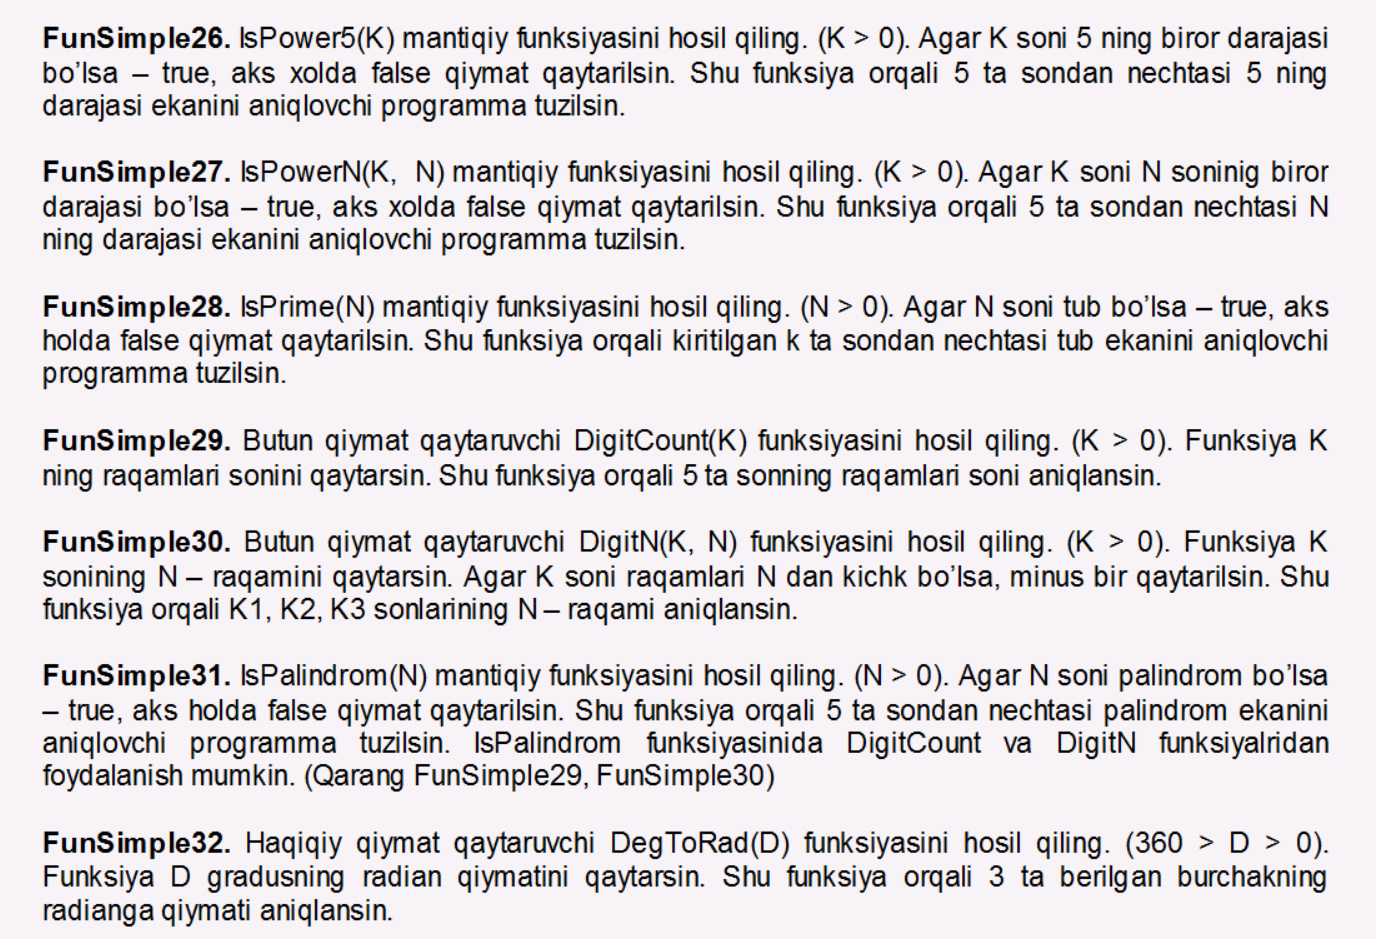 FunSimple26. IsPower5(K) mantiqiy funksiyasini hosil qiling. (K > 0). Agar K soni 5 ning biror darajasi
bo’lsa – true, aks xolda false qiymat qaytarilsin. Shu funksiya orqali 5 ta sondan nechtasi 5 ning
darajasi ekanini aniqlovchi programma tuzilsin.
FunSimple27. IsPowerN(K, N) mantiqiy funksiyasini hosil qiling. (K > 0). Agar K soni N soninig biror
darajasi bo’lsa – true, aks xolda false qiymat qaytarilsin. Shu funksiya orqali 5 ta sondan nechtasi N
ning darajasi ekanini aniqlovchi programma tuzilsin.
FunSimple28. IsPrime(N) mantiqiy funksiyasini hosil qiling. (N > 0). Agar N soni tub bo’lsa – true, aks
holda false qiymat qaytarilsin. Shu funksiya orqali kiritilgan k ta sondan nechtasi tub ekanini aniqlovchi
programma tuzilsin.
FunSimple29. Butun qiymat qaytaruvchi DigitCount(K) funksiyasini hosil qiling. (K > 0). Funksiya K
ning raqamlari sonini qaytarsin. Shu funksiya orqali 5 ta sonning raqamlari soni aniqlansin.
FunSimple30. Butun qiymat qaytaruvchi DigitN(K, N) funksiyasini hosil qiling. (K > 0). Funksiya K
sonining N – raqamini qaytarsin. Agar K soni raqamlari N dan kichk bo’lsa, minus bir qaytarilsin. Shu
funksiya orqali K1, K2, K3 sonlarining N – raqami aniqlansin.
FunSimple31. IsPalindrom(N) mantiqiy funksiyasini hosil qiling. (N > 0). Agar N soni palindrom bo’lsa
– true, aks holda false qiymat qaytarilsin. Shu funksiya orqali 5 ta sondan nechtasi palindrom ekanini
aniqlovchi programma tuzilsin. IsPalindrom funksiyasinida DigitCount va DigitN funksiyalridan
foydalanish mumkin. (Qarang FunSimple29, FunSimple30)
FunSimple32. Haqiqiy qiymat qaytaruvchi DegToRad(D) funksiyasini hosil qiling. (360 > D > 0).
Funksiya D gradusning radian qiymatini qaytarsin. Shu funksiya orqali 3 ta berilgan burchakning
radianga qiymati aniqlansin.